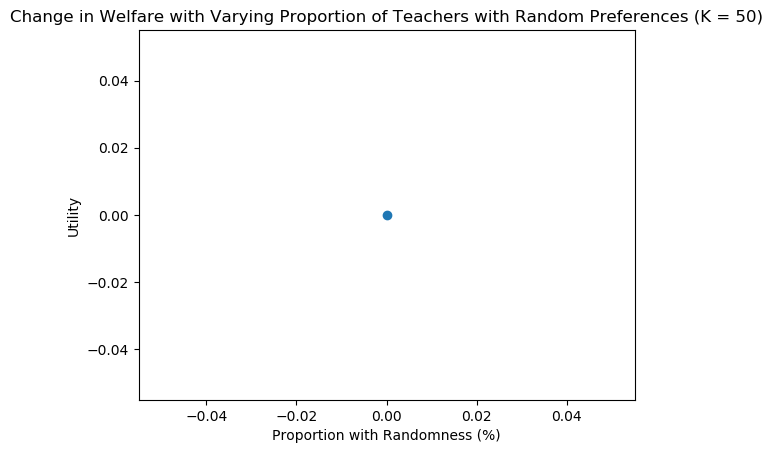 Change in Welfare with Varying Proportion of Teachers with Random Preferences (K = 50)
0.04
0.02
0.00
−0.02
−0.04
Utility
−0.04 −0.02 0.00 0.02 0.04
Proportion with Randomness (%)